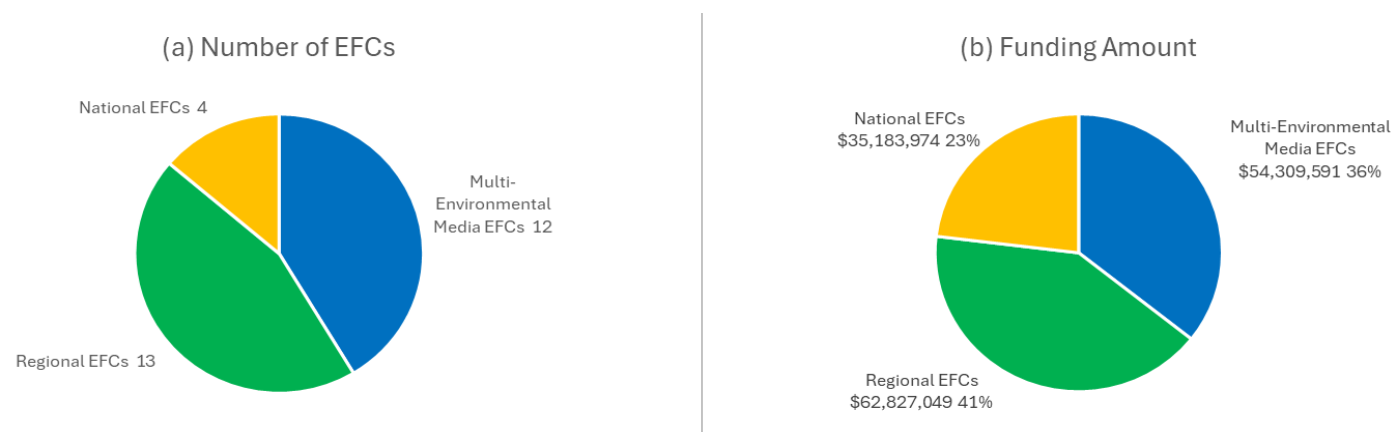 (a) Number of EFCs
National EFCs 4
Multi-
Environmental
Media EFCs 12
Regional EFCs 13
(b) Funding Amount
National EFCs
$35,183,974 23%
Multi-Environmental
Media EFCs
$54,309,591 36%
Regional EFCs
$62,827,049 41%